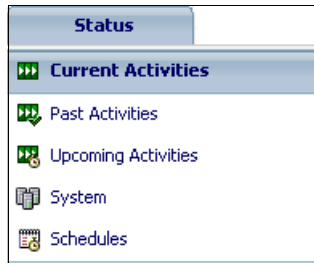 Status
Current Activities
Past Activities
Upcoming Activities
System
Schedules